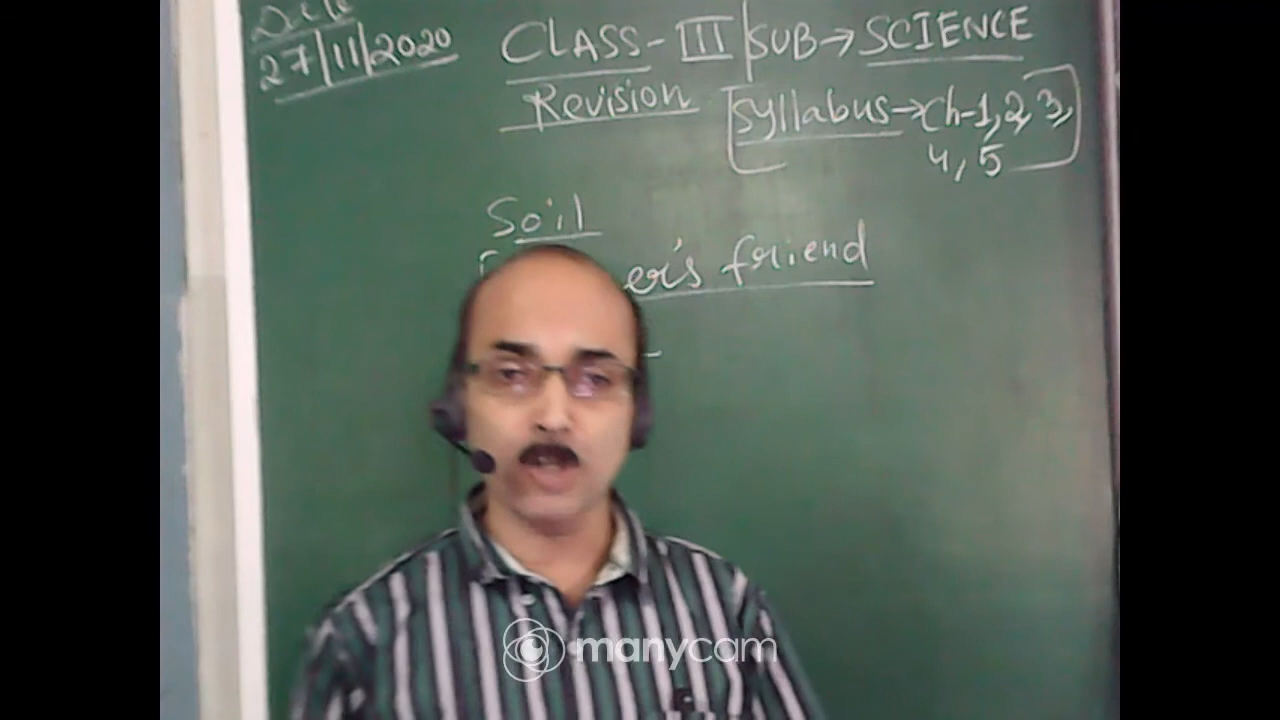 Date
27/11/2020
CLASS-III | SUB→ SCIENCE
Revision
Syllabus→Ch-1, 2, 3,
4, 5
Soil
er's friend
manycam